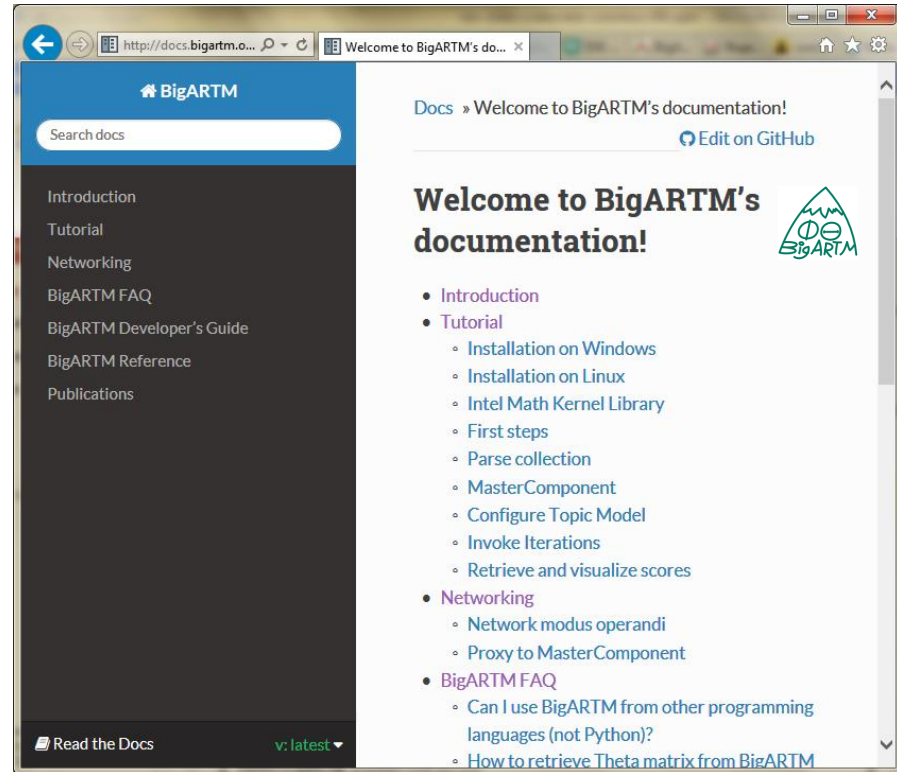 http://docs.bigartm.o...
Welcome to BigARTM's do...
BigARTM
Search docs
Introduction
Tutorial
Networking
BigARTM FAQ
BigARTM Developer's Guide
BigARTM Reference
Publications
Read the Docs
v: latest
Docs » Welcome to BigARTM's documentation!
Edit on GitHub
Welcome to BigARTM's
documentation!
ΦΘ
BigARTM
• Introduction
• Tutorial
◦ Installation on Windows
◦ Installation on Linux
◦ Intel Math Kernel Library
◦ First steps
◦ Parse collection
◦ MasterComponent
◦ Configure Topic Model
◦ Invoke Iterations
◦ Retrieve and visualize scores
• Networking
◦ Network modus operandi
◦ Proxy to MasterComponent
• BigARTM FAQ
◦ Can I use BigARTM from other programming
languages (not Python)?
◦ How to retrieve Theta matrix from BigARTM